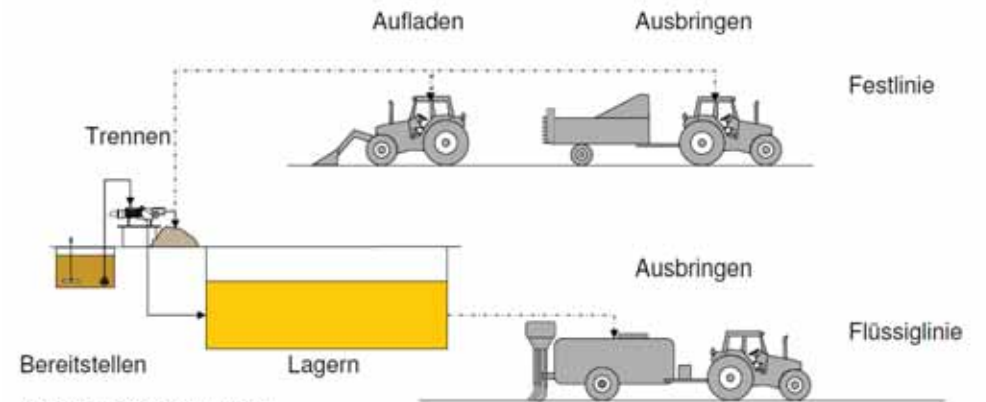 Aufladen
Ausbringen
Festlinie
Trennen
Ausbringen
Flüssiglinie
Bereitstellen
Lagern